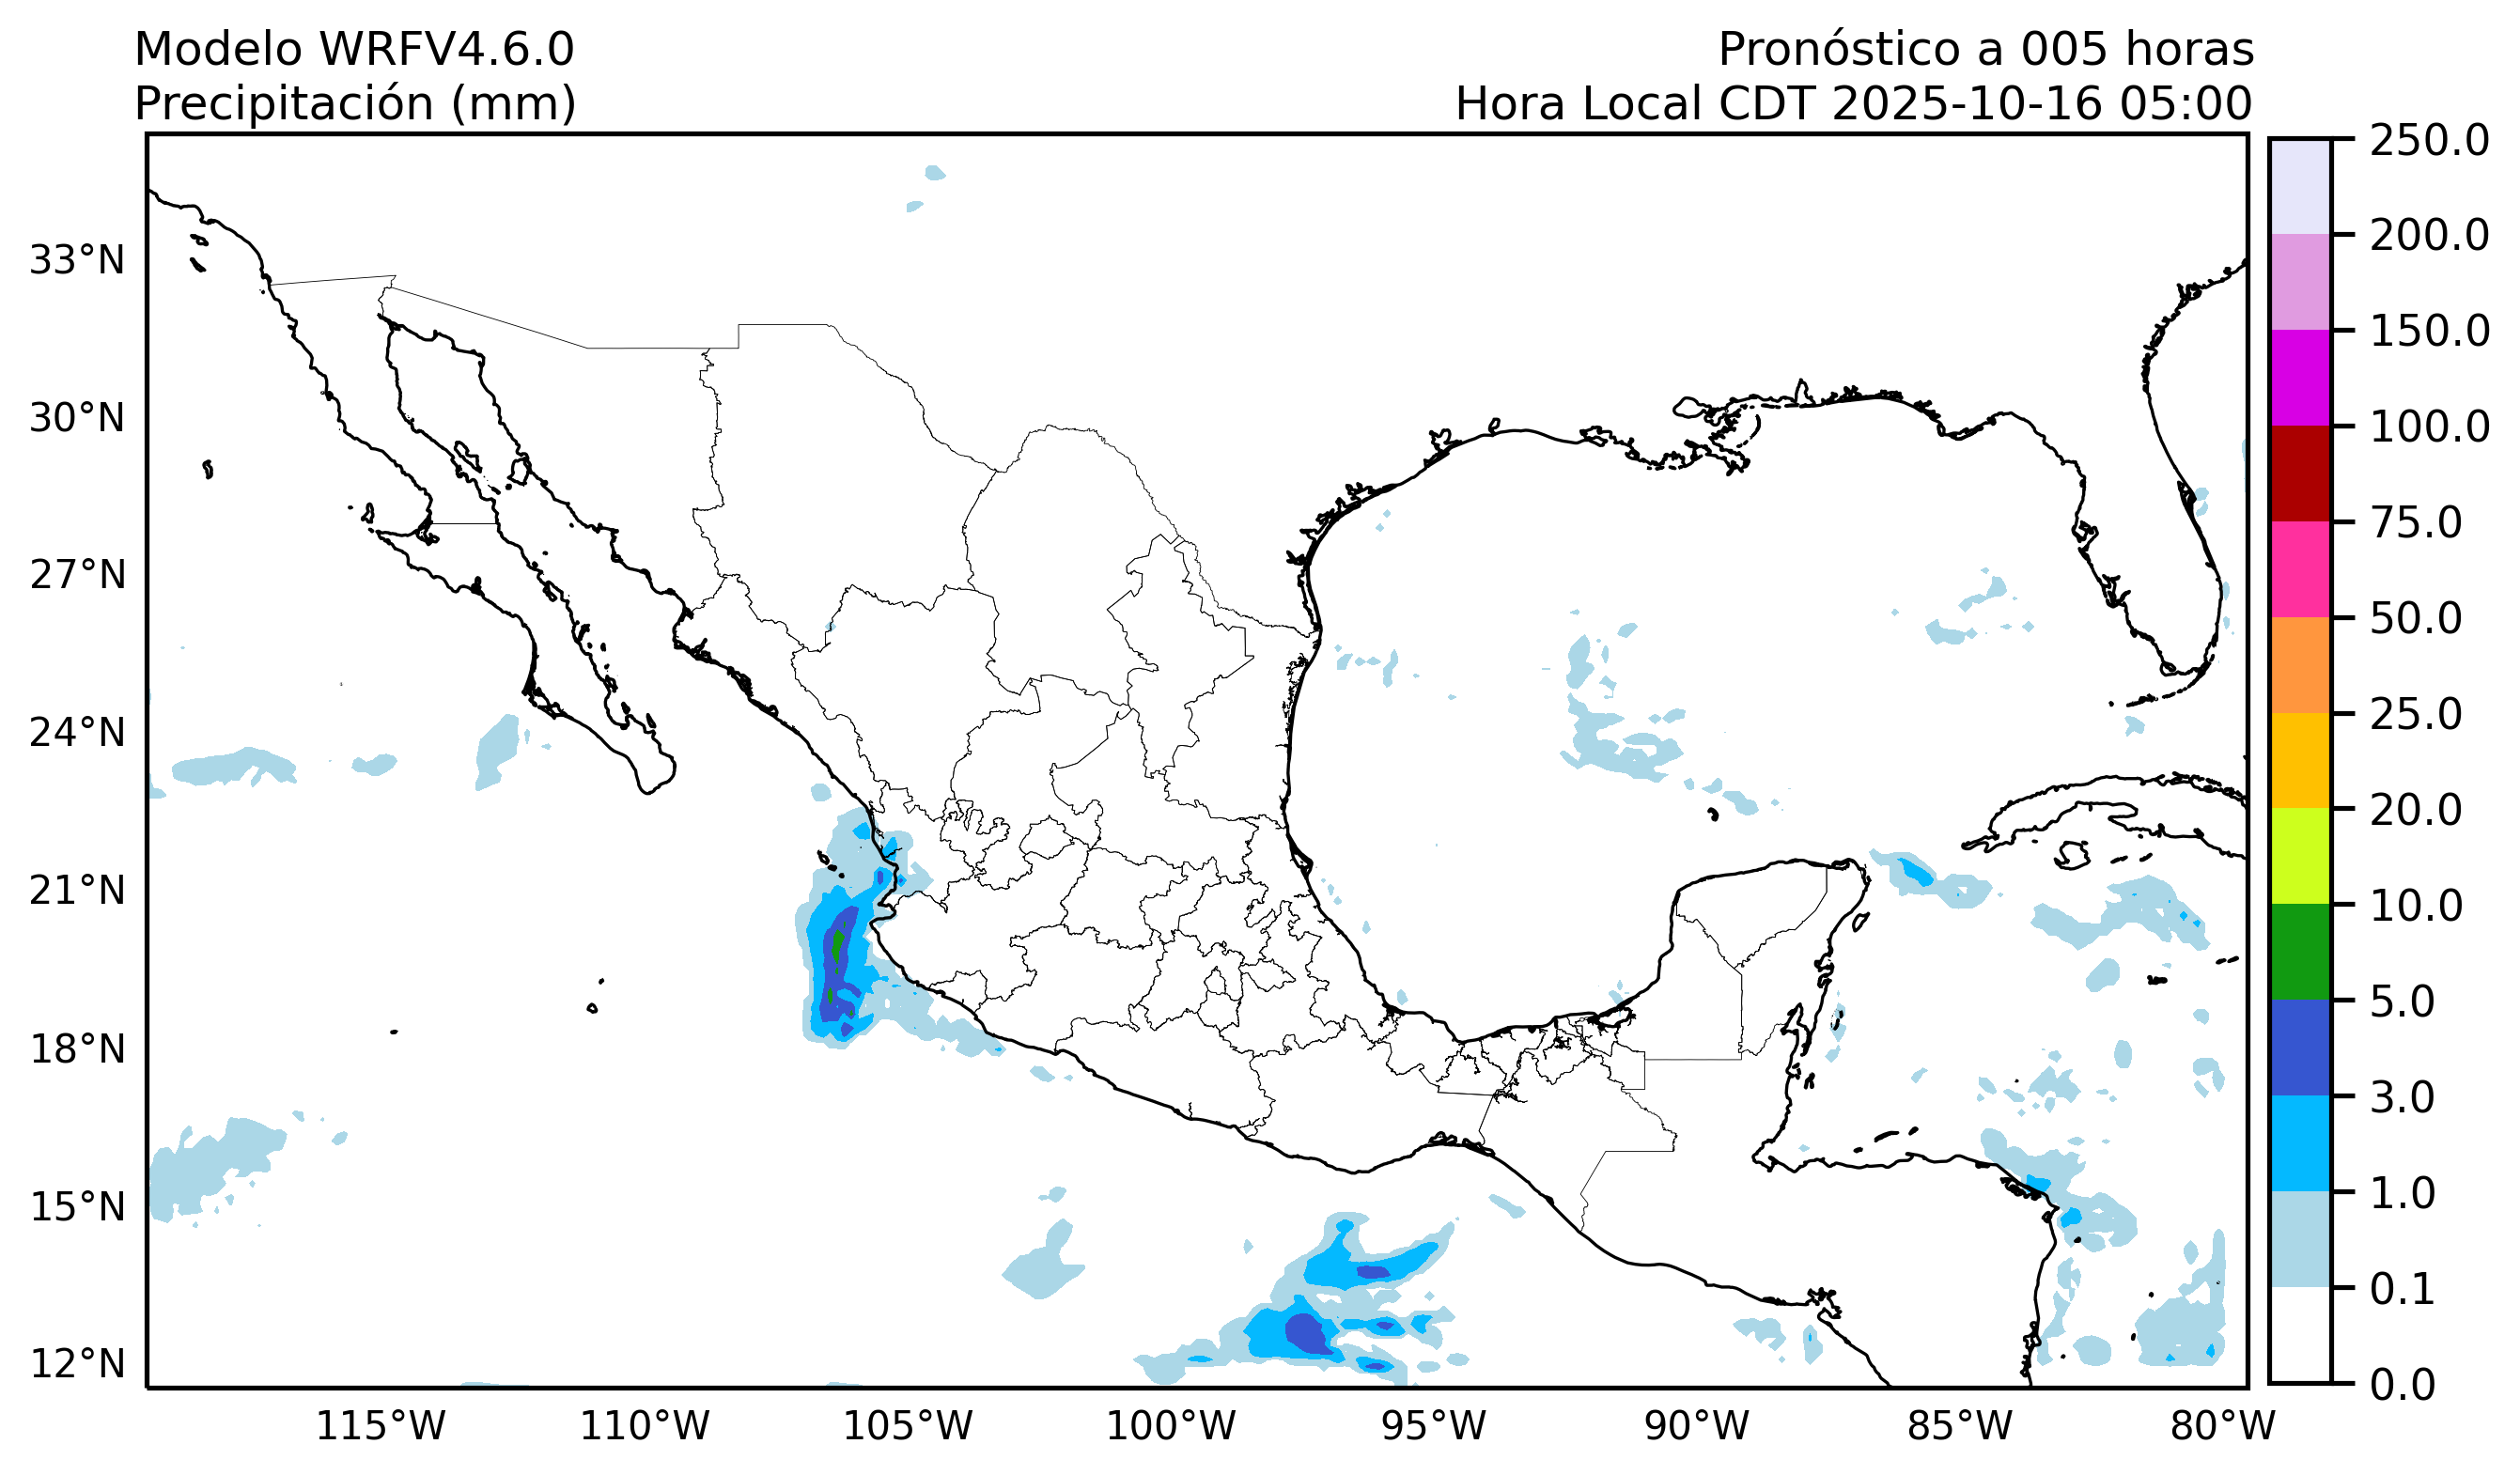 Modelo WRFV4.6.0
Precipitación (mm)
Pronóstico a 005 horas
Hora Local CDT 2025-10-16 05:00
33°N
30°N
27°N
24°N
21°N
18°N
15°N
12°N
115°W
110°W
105°W
100°W
95°W
90°W
85°W
80°W
250.0
200.0
150.0
100.0
75.0
50.0
25.0
20.0
10.0
5.0
3.0
1.0
0.1
0.0